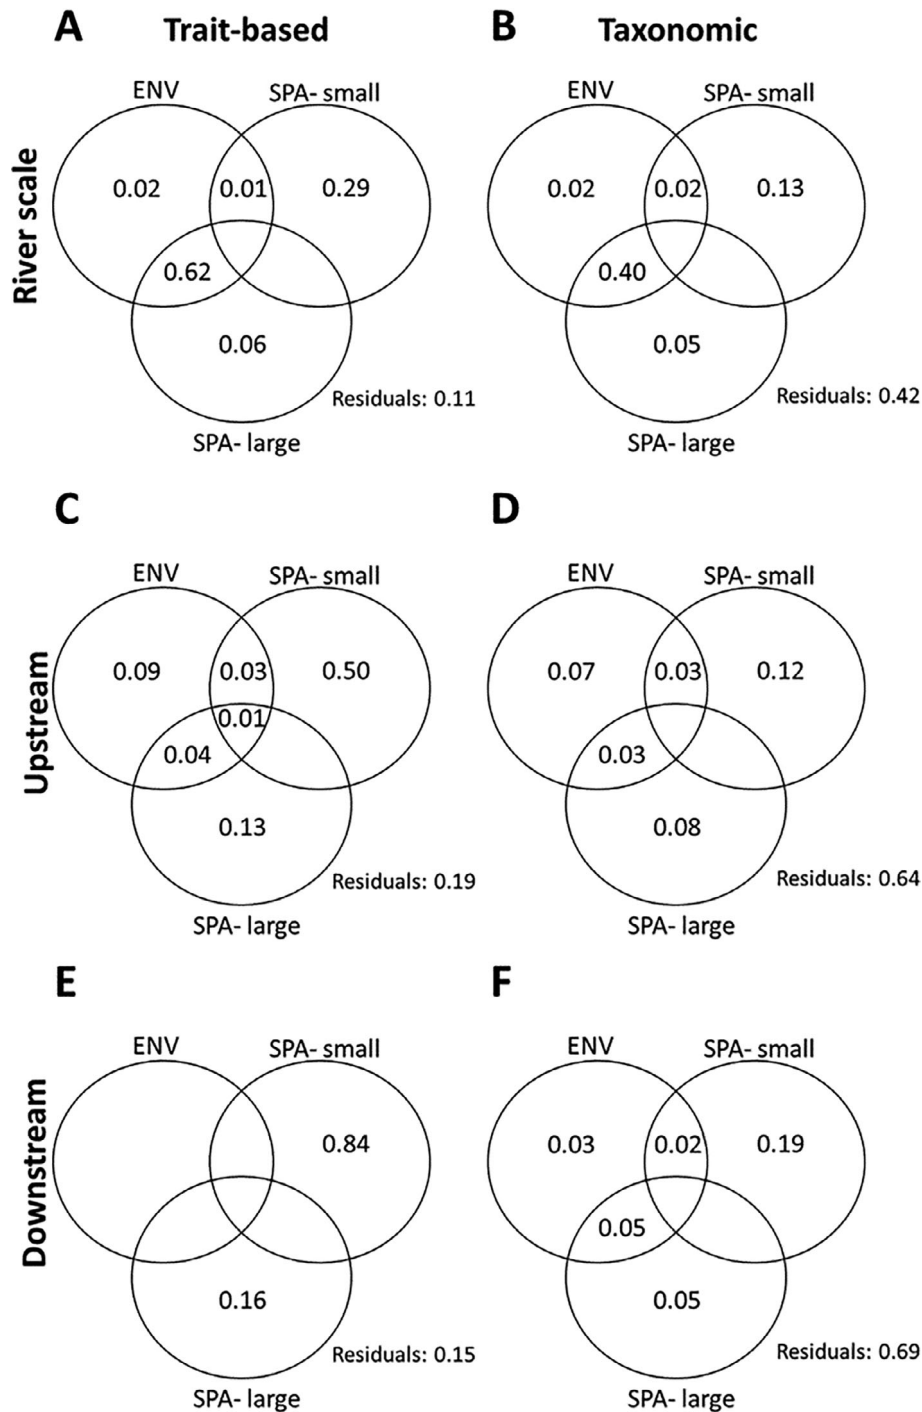 A Trait-based
B Taxonomic
River scale
ENV
SPA- small
0.02
0.01
0.29
0.62
0.06
Residuals: 0.11
SPA- large
ENV
SPA- small
0.02
0.02
0.13
0.40
0.05
Residuals: 0.42
SPA- large
Upstream
C
ENV
SPA- small
0.09
0.03
0.50
0.01
0.04
0.13
Residuals: 0.19
SPA- large
D
ENV
SPA- small
0.07
0.03
0.12
0.03
0.08
Residuals: 0.64
SPA- large
Downstream
E
ENV
SPA- small
0.84
0.16
Residuals: 0.15
SPA- large
F
ENV
SPA- small
0.03
0.02
0.19
0.05
0.05
Residuals: 0.69
SPA- large